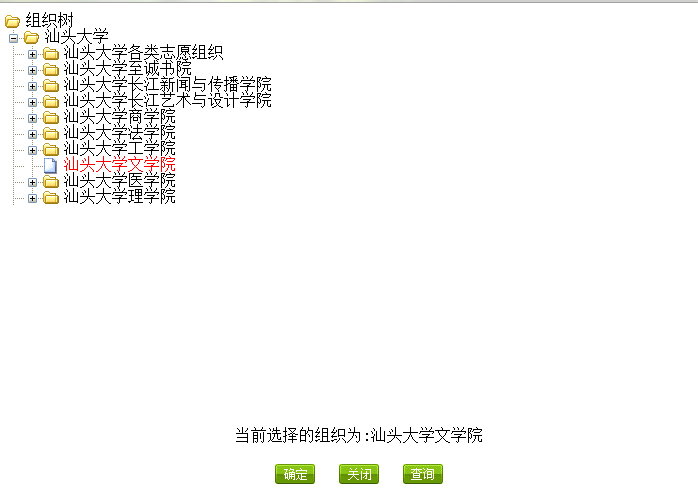 组织树
汕头大学
汕头大学各类志愿组织
汕头大学至诚书院
汕头大学长江新闻与传播学院
汕头大学长江艺术与设计学院
汕头大学商学院
汕头大学法学院
汕头大学工学院
汕头大学文学院
汕头大学医学院
汕头大学理学院
当前选择的组织为:汕头大学文学院
确定 关闭 查询